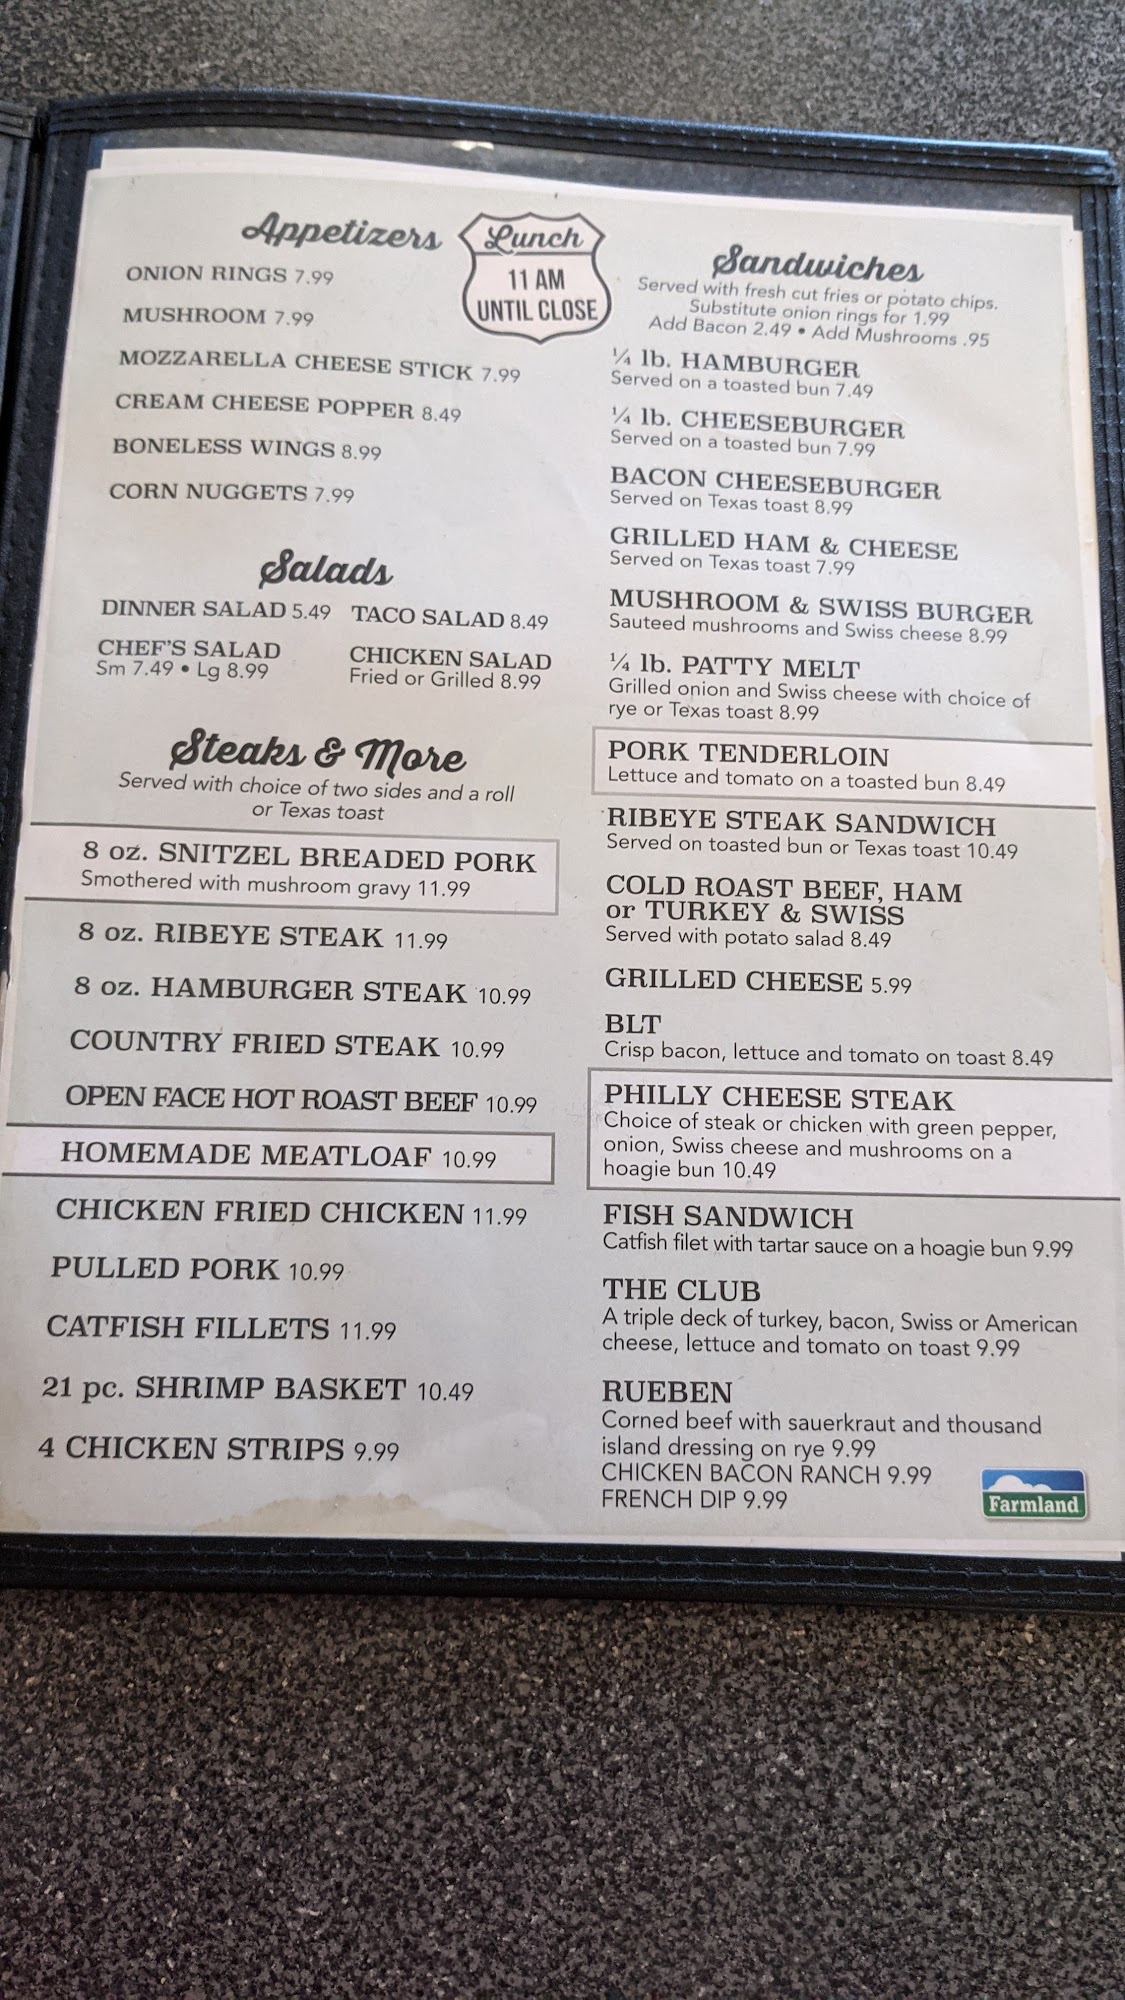 Appetizers
ONION RINGS 7.99
MUSHROOM 7.99
MOZZARELLA CHEESE STICK 7.99
CREAM CHEESE POPPER 8.49
BONELESS WINGS 8.99
CORN NUGGETS 7.99
Lunch
11 AM
UNTIL CLOSE
Salads
DINNER SALAD 5.49 TACO SALAD 8.49
CHEF'S SALAD
Sm 7.49 • Lg 8.99
CHICKEN SALAD
Fried or Grilled 8.99
Steaks & More
Served with choice of two sides and a roll
or Texas toast
8 oz. SNITZEL BREADED PORK
Smothered with mushroom gravy 11.99
8 oz. RIBEYE STEAK 11.99
8 oz. HAMBURGER STEAK 10.99
COUNTRY FRIED STEAK 10.99
OPEN FACE HOT ROAST BEEF 10.99
HOMEMADE MEATLOAF 10.99
CHICKEN FRIED CHICKEN 11.99
PULLED PORK 10.99
CATFISH FILLETS 11.99
21 pc. SHRIMP BASKET 10.49
4 CHICKEN STRIPS 9.99
Sandwiches
Served with fresh cut fries or potato chips.
Substitute onion rings for 1.99
Add Bacon 2.49 • Add Mushrooms .95
¼ lb. HAMBURGER
Served on a toasted bun 7.49
¼ lb. CHEESEBURGER
Served on a toasted bun 7.99
BACON CHEESEBURGER
Served on Texas toast 8.99
GRILLED HAM & CHEESE
Served on Texas toast 7.99
MUSHROOM & SWISS BURGER
Sauteed mushrooms and Swiss cheese 8.99
¼ lb. PATTY MELT
Grilled onion and Swiss cheese with choice of
rye or Texas toast 8.99
PORK TENDERLOIN
Lettuce and tomato on a toasted bun 8.49
RIBEYE STEAK SANDWICH
Served on toasted bun or Texas toast 10.49
COLD ROAST BEEF, HAM
or TURKEY & SWISS
Served with potato salad 8.49
GRILLED CHEESE 5.99
BLT
Crisp bacon, lettuce and tomato on toast 8.49
PHILLY CHEESE STEAK
Choice of steak or chicken with green pepper,
onion, Swiss cheese and mushrooms on a
hoagie bun 10.49
FISH SANDWICH
Catfish filet with tartar sauce on a hoagie bun 9.99
THE CLUB
A triple deck of turkey, bacon, Swiss or American
cheese, lettuce and tomato on toast 9.99
RUEBEN
Corned beef with sauerkraut and thousand
island dressing on rye 9.99
CHICKEN BACON RANCH 9.99
FRENCH DIP 9.99
Farmland